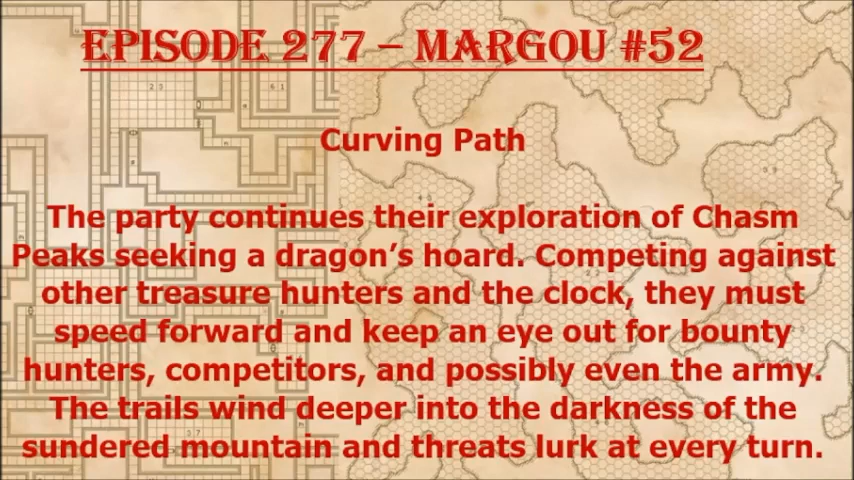 EPISODE 277 – MARGOU #52
Curving Path
The party continues their exploration of Chasm
Peaks seeking a dragon’s hoard. Competing against
other treasure hunters and the clock, they must
speed forward and keep an eye out for bounty
hunters, competitors, and possibly even the army.
The trails wind deeper into the darkness of the
sundered mountain and threats lurk at every turn.